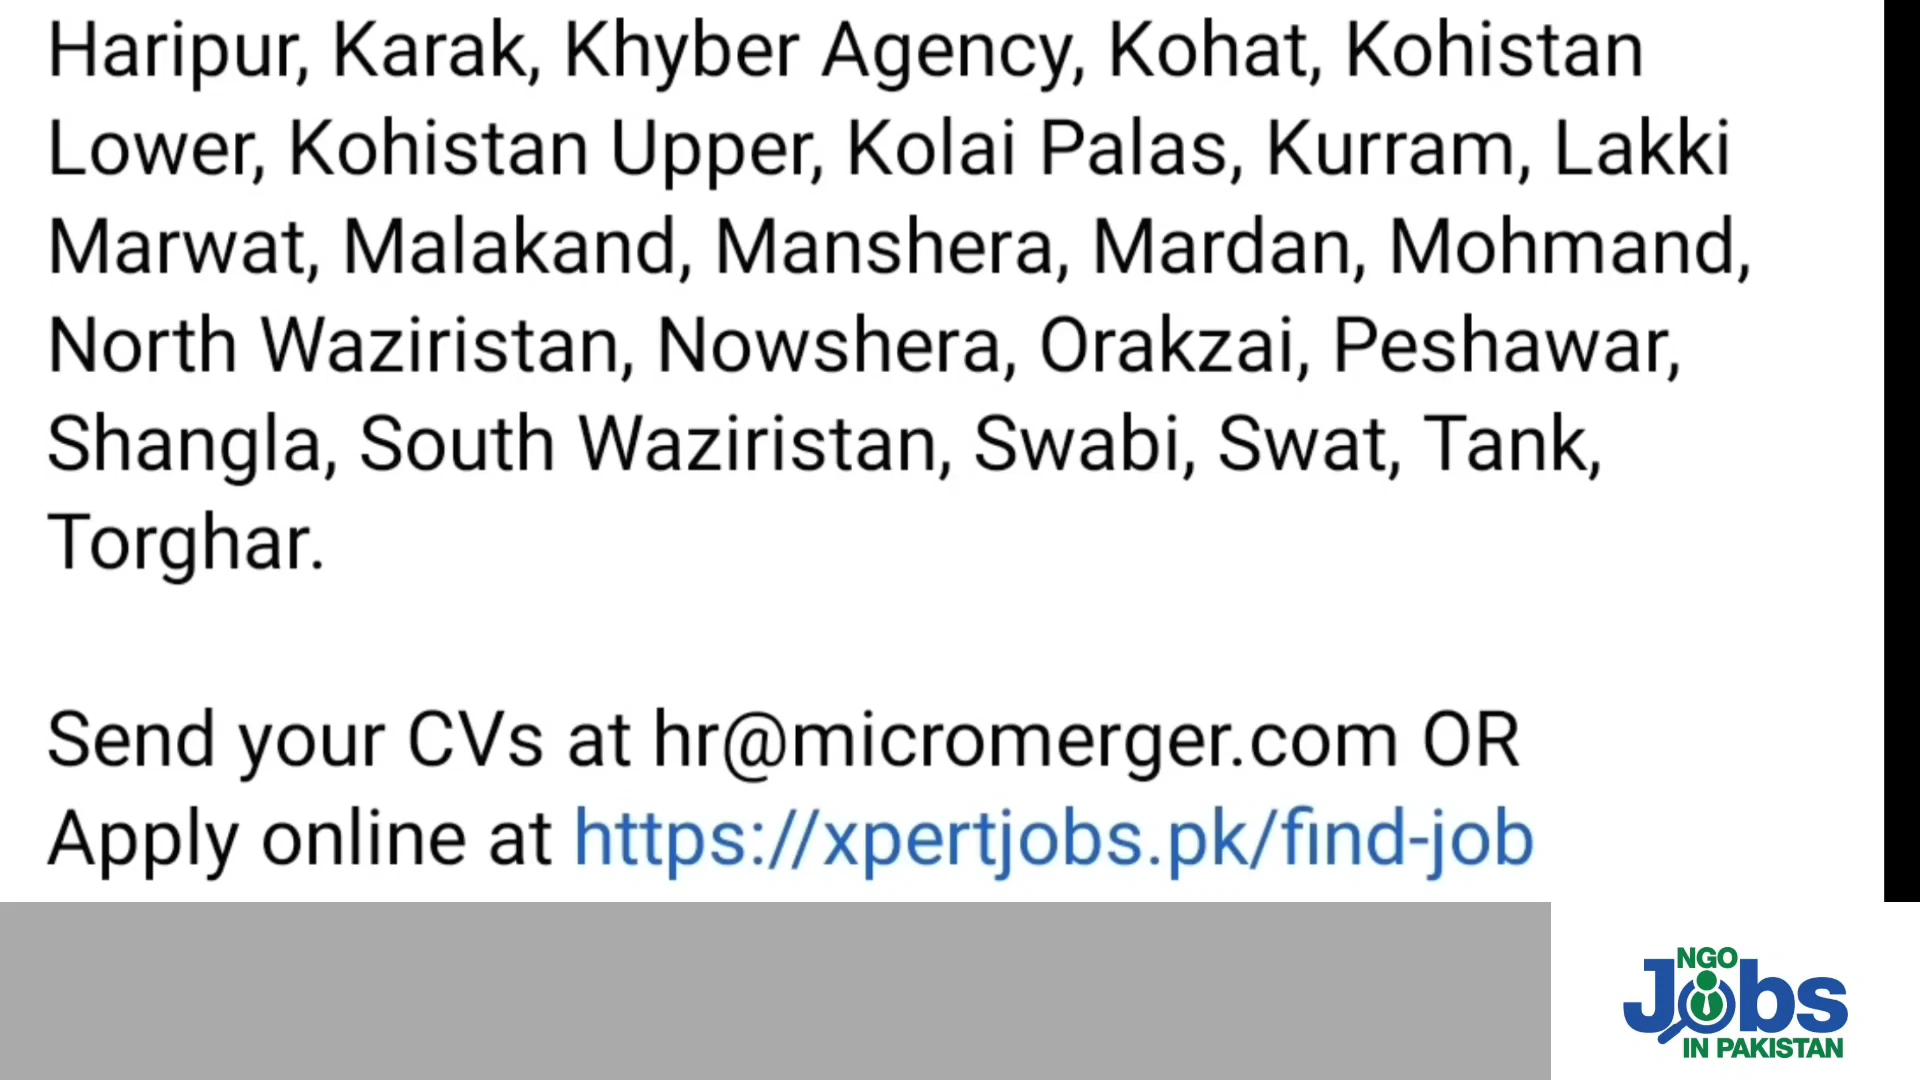 Haripur, Karak, Khyber Agency, Kohat, Kohistan
Lower, Kohistan Upper, Kolai Palas, Kurram, Lakki
Marwat, Malakand, Manshera, Mardan, Mohmand,
North Waziristan, Nowshera, Orakzai, Peshawar,
Shangla, South Waziristan, Swabi, Swat, Tank,
Torghar.
Send your CVs at hr@micromerger.com OR
Apply online at https://xpertjobs.pk/find-job
NGO
Jobs
IN PAKISTAN